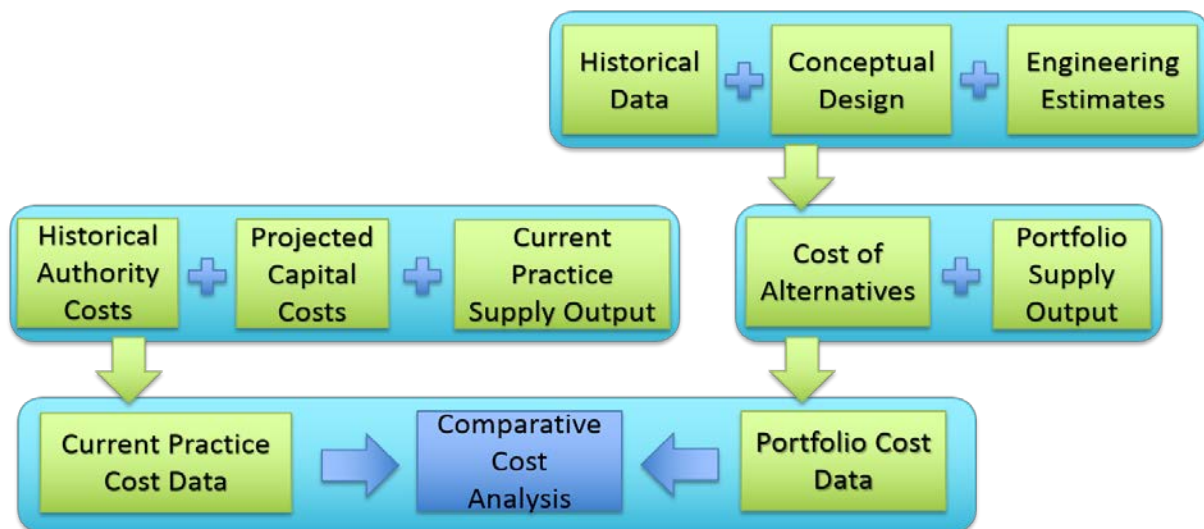 Historical
Data
Conceptual
Design
Engineering
Estimates
Historical
Authority
Costs
Projected
Capital
Costs
Current
Practice
Supply Output
Cost of
Alternatives
Portfolio
Supply
Output
Current Practice
Cost Data
Comparative
Cost
Analysis
Portfolio Cost
Data